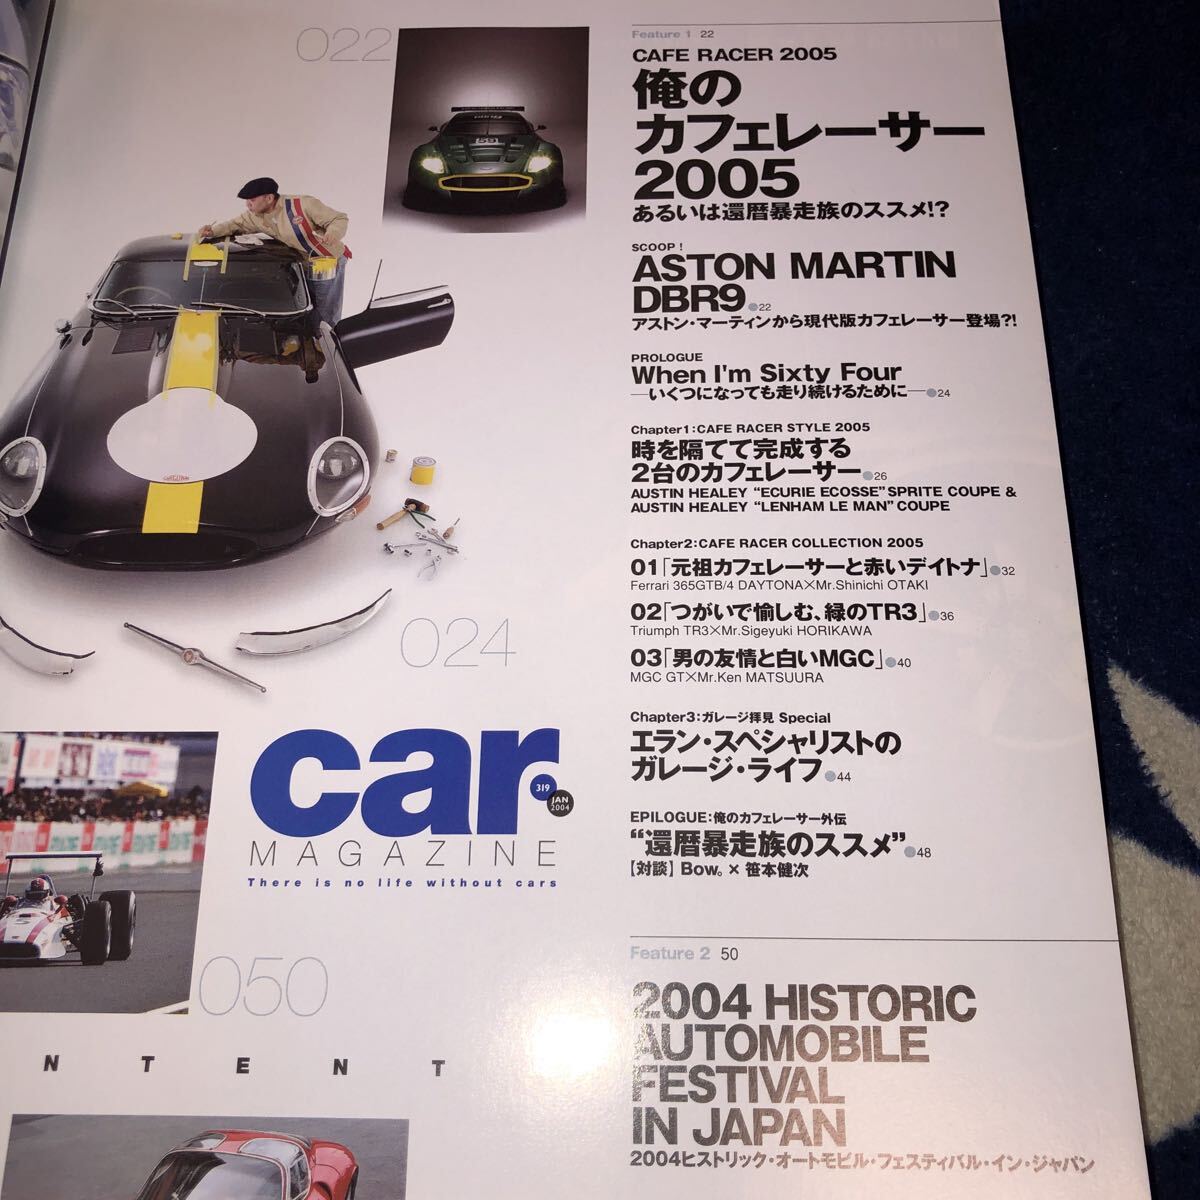 022
Feature 1 22
CAFE RACER 2005
俺の
カフェレーサー
2005
あるいは還暦暴走族のススメ!?
SCOOP!
ASTON MARTIN
DBR9 22
アストン・マーティンから現代版カフェレーサー登場?!
PROLOGUE
When I'm Sixty Four
—いくつになっても走り続けるために— 24
Chapter1:CAFE RACER STYLE 2005
時を隔てて完成する
2台のカフェレーサー 26
AUSTIN HEALEY “ECURIE ECOSSE”SPRITE COUPE &
AUSTIN HEALEY “LENHAM LE MAN”COUPE
Chapter2:CAFE RACER COLLECTION 2005
01「元祖カフェレーサーと赤いデイトナ」32
Ferrari 365GTB/4 DAYTONA×Mr.Shinichi OTAKI
02「つがいで愉しむ、緑のTR3」36
Triumph TR3×Mr.Sigeyuki HORIKAWA
03「男の友情と白いMGC」40
MGC GT×Mr.Ken MATSUURA
Chapter3:ガレージ拝見 Special
エラン・スペシャリストの
ガレージ・ライフ 44
EPILOGUE:俺のカフェレーサー外伝
“還暦暴走族のススメ” 48
【対談】Bow。× 笹本健次
Feature 2 50
2004 HISTORIC
AUTOMOBILE
FESTIVAL
IN JAPAN
2004ヒストリック・オートモビル・フェスティバル・イン・ジャパン
59
024
car
319
JAN
2004
MAGAZINE
There is no life without cars
050
NTENT